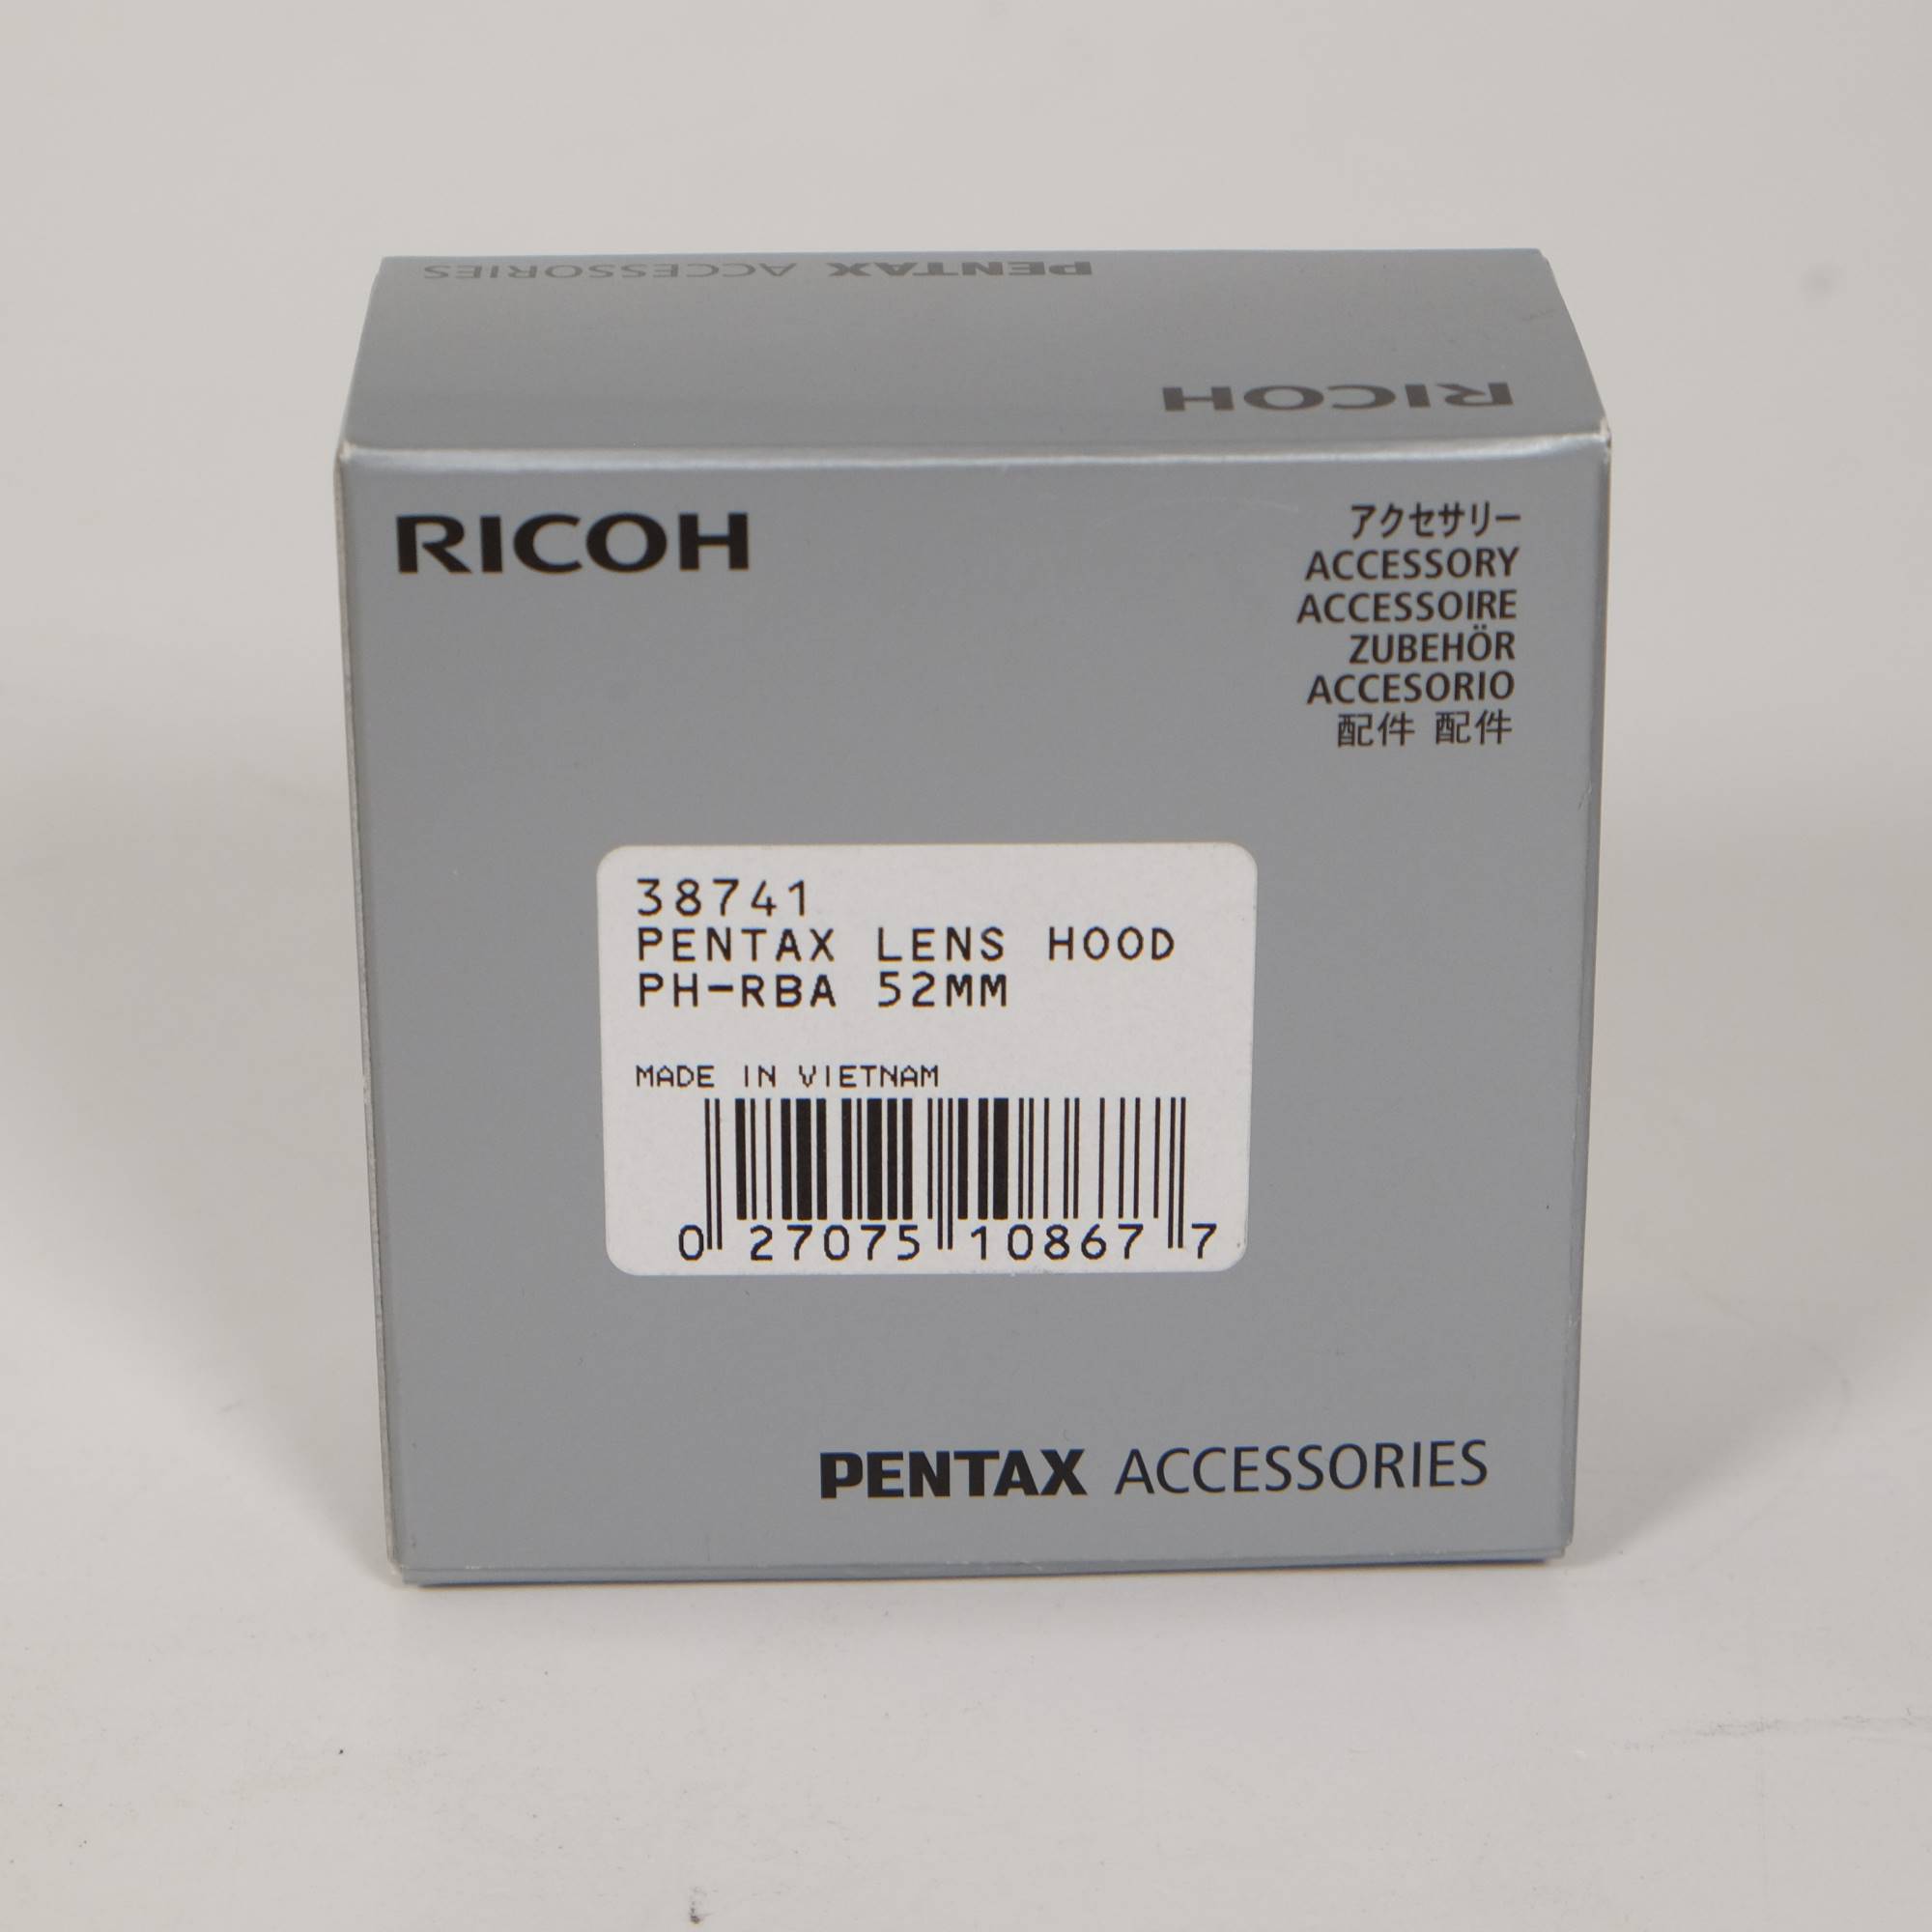 PENTAX ACCESSORIES
RICOH
RICOH
アクセサリー
ACCESSORY
ACCESSOIRE
ZUBEHÖR
ACCESORIO
配件 配件
38741
PENTAX LENS HOOD
PH-RBA 52MM
MADE IN VIETNAM
0 27075 10867 7
PENTAX ACCESSORIES